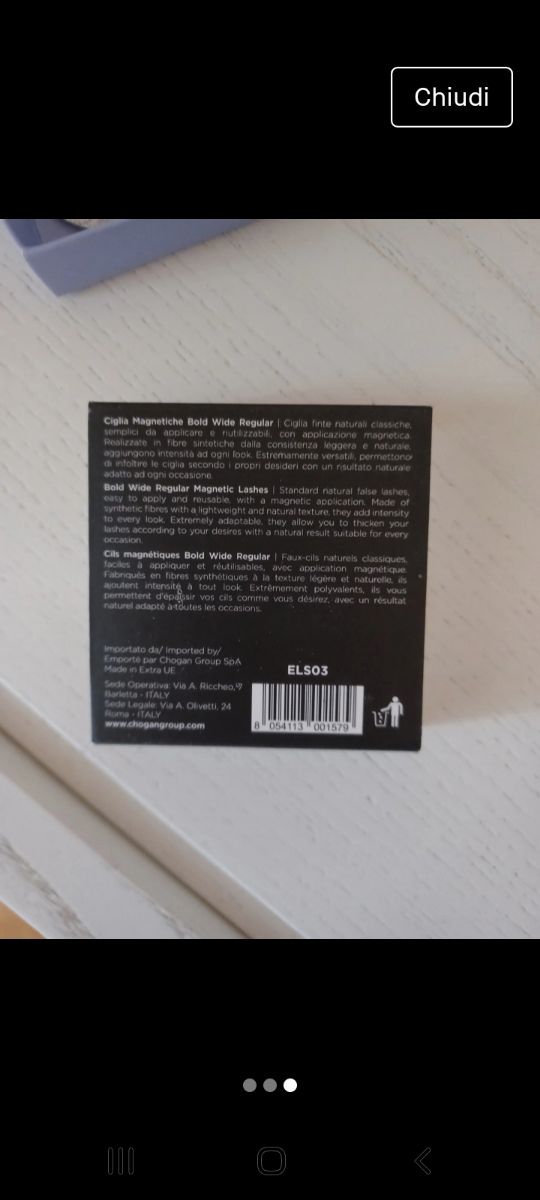 Chiudi
Ciglia Magnetiche Bold Wide Regular | Ciglia finte naturali classiche,
semplici da applicare e riutilizzabili, con applicazione magnetica.
Realizzate in fibre sintetiche dalla consistenza leggera e naturale,
aggiungono intensità ad ogni look. Estremamente versatili, permettono
di infoltire le ciglia secondo i propri desideri con un risultato naturale
adatto ad ogni occasione.
Bold Wide Regular Magnetic Lashes | Standard natural false lashes,
easy to apply and reusable, with a magnetic application. Made of
synthetic fibres with a lightweight and natural texture, they add intensity
to every look. Extremely adaptable, they allow you to thicken your
lashes according to your desires with a natural result suitable for every
occasion.
Cils magnétiques Bold Wide Regular | Faux-cils naturels classiques,
faciles à appliquer et réutilisables, avec application magnétique.
Fabriqués en fibres synthétiques à la texture légère et naturelle, ils
ajoutent intensité à tout look. Extrêmement polyvalents, ils vous
permettent d'épaissir vos cils comme vous désirez, avec un résultat
naturel adapté à toutes les occasions.
Importato da/ Imported by/
Emporté par Chogan Group SpA
Made in Extra UE
Sede Operativa: Via A. Riccheo,
Barletta - ITALY
Sede Legale: Via A. Olivetti, 24
Roma - ITALY
www.chogangroup.com
ELS03
8 054113 001579